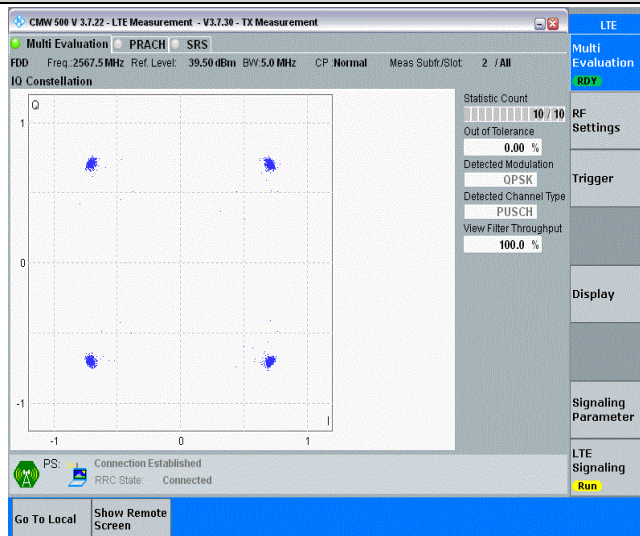 CMW 500 V 3.7.22 - LTE Measurement - V3.7.30 - TX Measurement
LTE
Multi Evaluation PRACH SRS
Multi
Evaluation
RDY
FDD Freq.:2567.5 MHz Ref. Level: 39.50 dBm BW:5.0 MHz CP :Normal Meas Subfr./Slot: 2 / All
IQ Constellation
Q
1
0
-1
-1 0 1
I
Statistic Count
10 / 10
Out of Tolerance
0.00 %
Detected Modulation
QPSK
Detected Channel Type
PUSCH
View Filter Throughput
100.0 %
RF
Settings
Trigger
Display
Signaling
Parameter
LTE
Signaling
Run
PS: Connection Established
RRC State: Connected
Go To Local
Show Remote
Screen